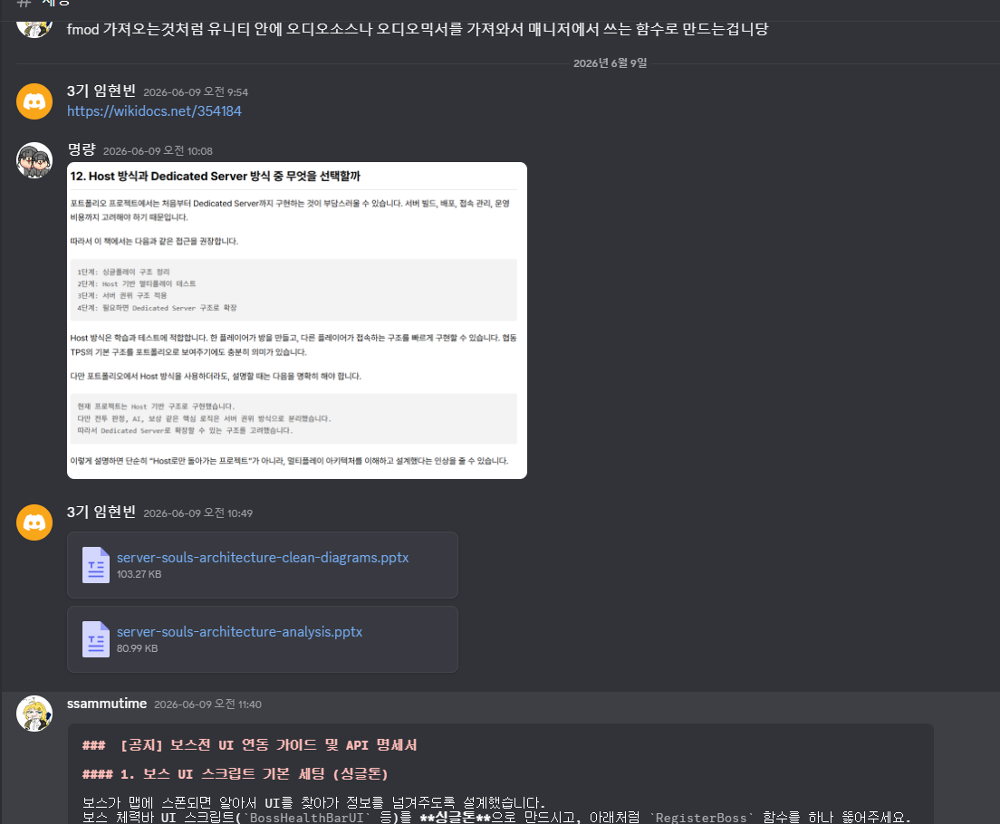 # 세팅
fmod 가져오는것처럼 유니티 안에 오디오소스나 오디오믹서를 가져와서 매니저에서 쓰는 함수로 만드는겁니당
2026년 6월 9일
3기 임현빈 2026-06-09 오전 9:54
https://wikidocs.net/354184
명량 2026-06-09 오전 10:08
12. Host 방식과 Dedicated Server 방식 중 무엇을 선택할까
포트폴리오 프로젝트에서는 처음부터 Dedicated Server까지 구현하는 것이 부담스러울 수 있습니다. 서버 빌드, 배포, 접속 관리, 운영
비용까지 고려해야 하기 때문입니다.
따라서 이 책에서는 다음과 같은 접근을 권장합니다.
1단계: 싱글플레이 구조 정리
2단계: Host 기반 멀티플레이 테스트
3단계: 서버 권위 구조 적용
4단계: 필요하면 Dedicated Server 구조로 확장
Host 방식은 학습과 테스트에 적합합니다. 한 플레이어가 방을 만들고, 다른 플레이어가 접속하는 구조를 빠르게 구현할 수 있습니다. 협동
TPS의 기본 구조를 포트폴리오로 보여주기에도 충분히 의미가 있습니다.
다만 포트폴리오에서 Host 방식을 사용하더라도, 설명할 때는 다음을 명확히 해야 합니다.
현재 프로젝트는 Host 기반 구조로 구현했습니다.
다만 전투 판정, AI, 보상 같은 핵심 로직은 서버 권위 방식으로 분리했습니다.
따라서 Dedicated Server로 확장할 수 있는 구조를 고려했습니다.
이렇게 설명하면 단순히 "Host로만 돌아가는 프로젝트"가 아니라, 멀티플레이 아키텍처를 이해하고 설계했다는 인상을 줄 수 있습니다.
3기 임현빈 2026-06-09 오전 10:49
server-souls-architecture-clean-diagrams.pptx
103.27 KB
server-souls-architecture-analysis.pptx
80.99 KB
ssammutime 2026-06-09 오전 11:40
### [공지] 보스전 UI 연동 가이드 및 API 명세서
#### 1. 보스 UI 스크립트 기본 세팅 (싱글톤)
보스가 맵에 스폰되면 알아서 UI를 찾아가 정보를 넘겨주도록 설계했습니다.
보스 체력바 UI 스크립트(`BossHealthBarUI` 등)를 **싱글톤**으로 만드시고, 아래처럼 `RegisterBoss` 함수를 하나 뚫어주세요.